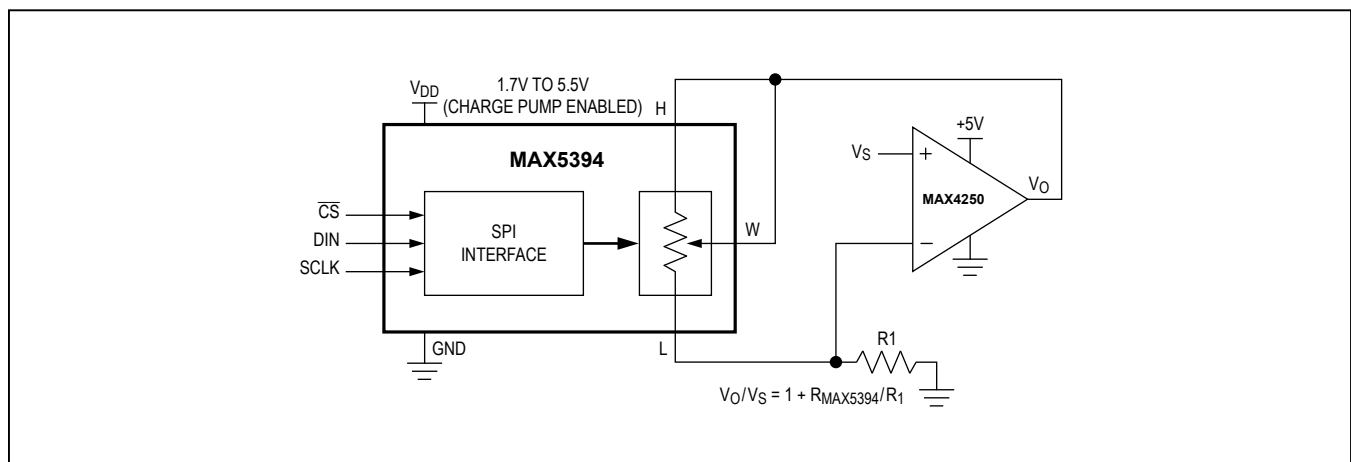 VDD
1.7V TO 5.5V
(CHARGE PUMP ENABLED)
H
MAX5394
CS
DIN
SCLK
SPI
INTERFACE
W
GND
L
+5V
VS
+
MAX4250
VO
−
R1
VO/VS = 1 + RMAX5394/R1